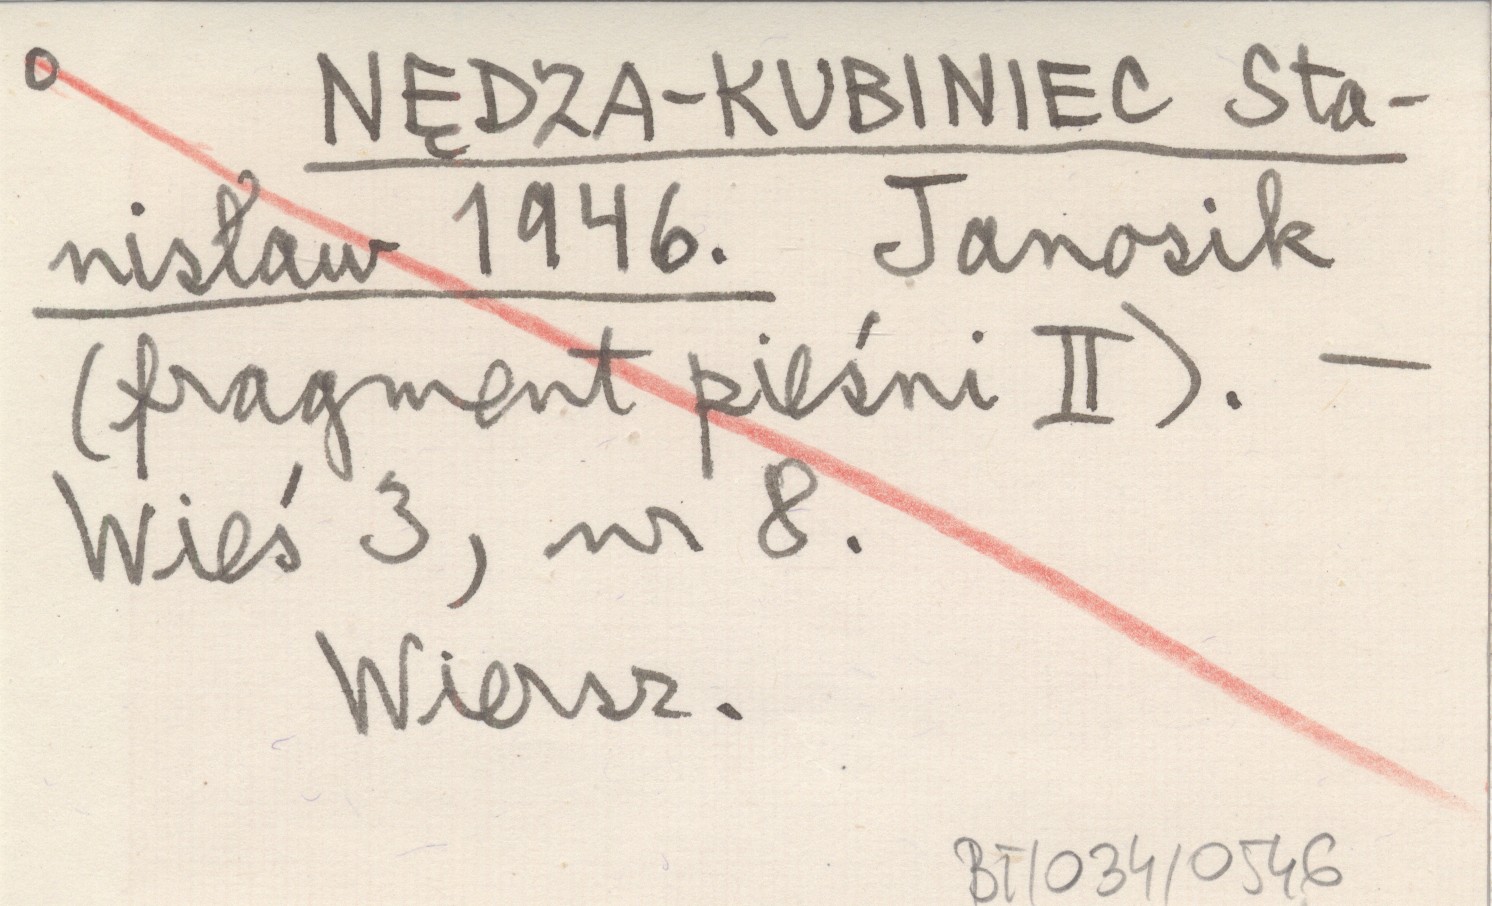 o NĘDZA-KUBINIEC Sta-
nisław 1946. Janosik
(fragment pieśni II). —
Wieś 3, nr 8.
Wiersz.
BT/034/0546